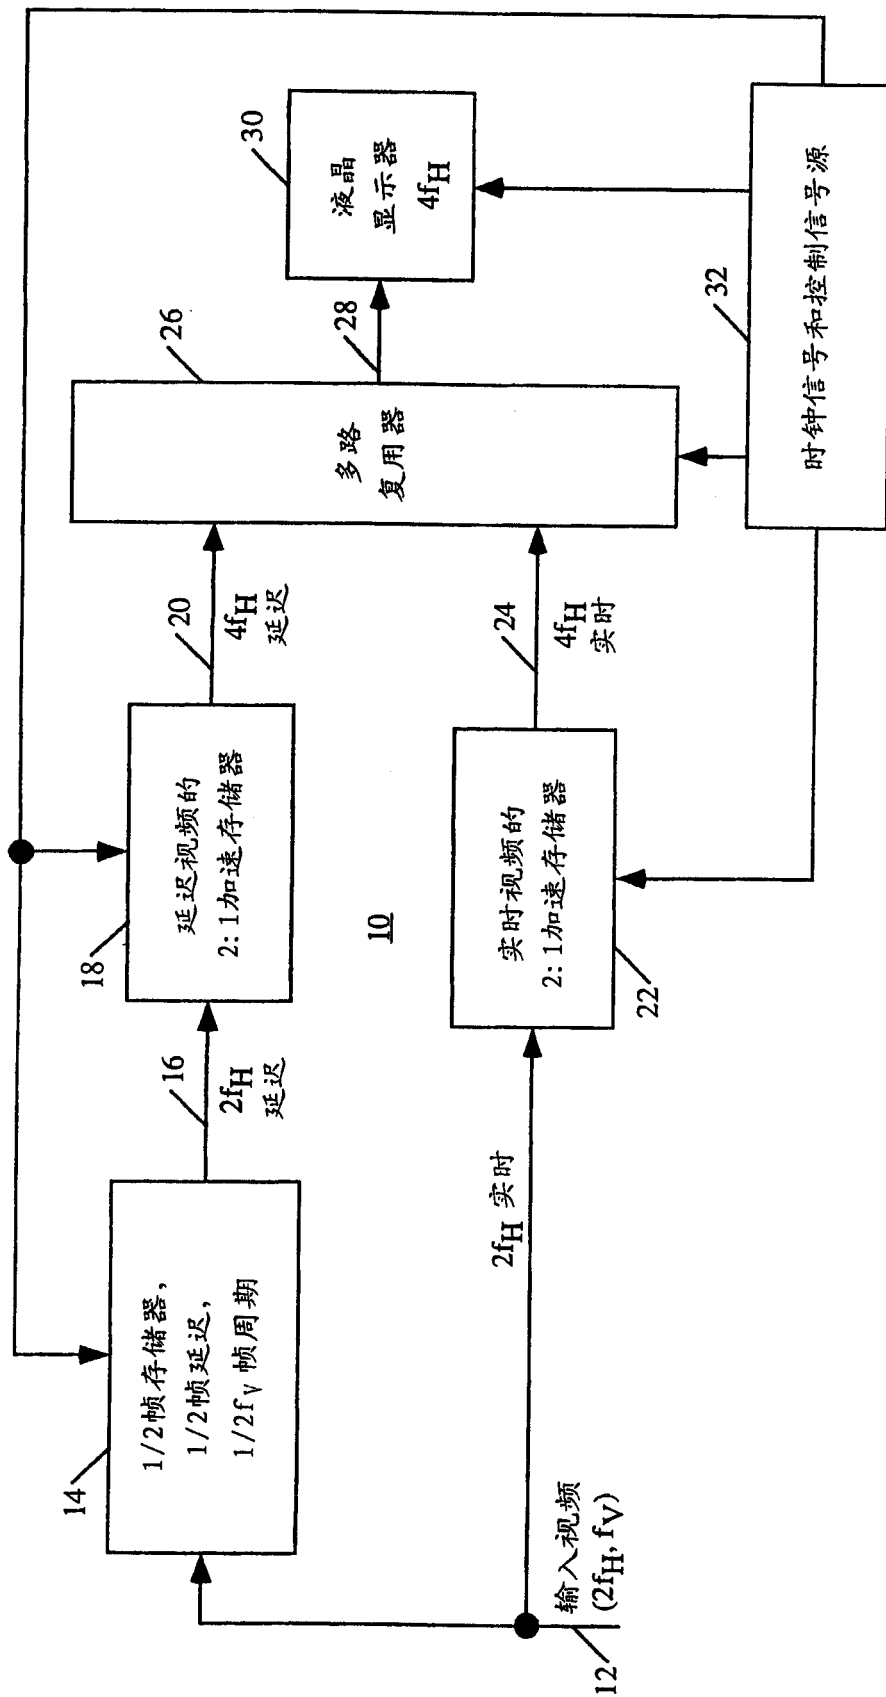 14
1/2帧存储器,
1/2帧延迟,
1/2fV 帧周期
16
2fH
延迟
18
延迟视频的
2:1加速存储器
20
4fH
延迟
26
多路
复用器
28
30
液晶
显示器
4fH
10
12
输入视频
(2fH, fV)
2fH 实时
22
实时视频的
2:1加速存储器
24
4fH
实时
32
时钟信号和控制信号源